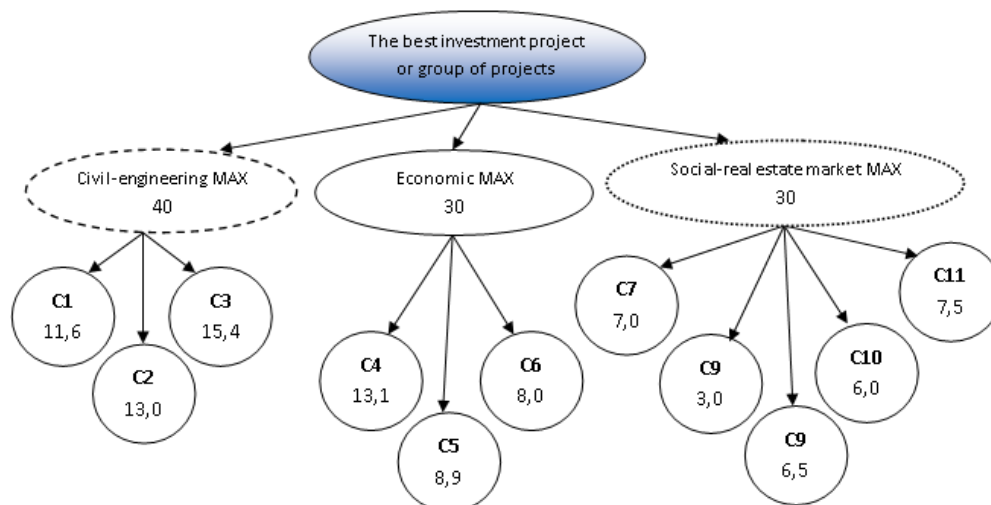 The best investment project
or group of projects
Civil-engineering MAX
40
Economic MAX
30
Social-real estate market MAX
30
C1
11,6
C2
13,0
C3
15,4
C4
13,1
C5
8,9
C6
8,0
C7
7,0
C9
3,0
C9
6,5
C10
6,0
C11
7,5